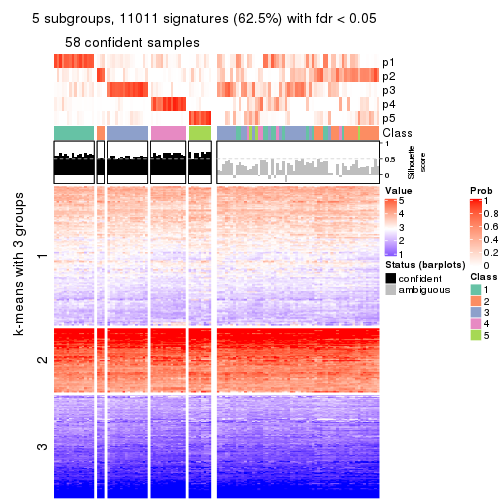 5 subgroups, 11011 signatures (62.5%) with fdr < 0.05
58 confident samples
p1
p2
p3
p4
p5
Class
1
0.5
0
Silhouette
score
k-means with 3 groups
1
2
3
Value
5
4
3
2
1
Status (barplots)
confident
ambiguous
Prob
1
0.8
0.6
0.4
0.2
0
Class
1
2
3
4
5